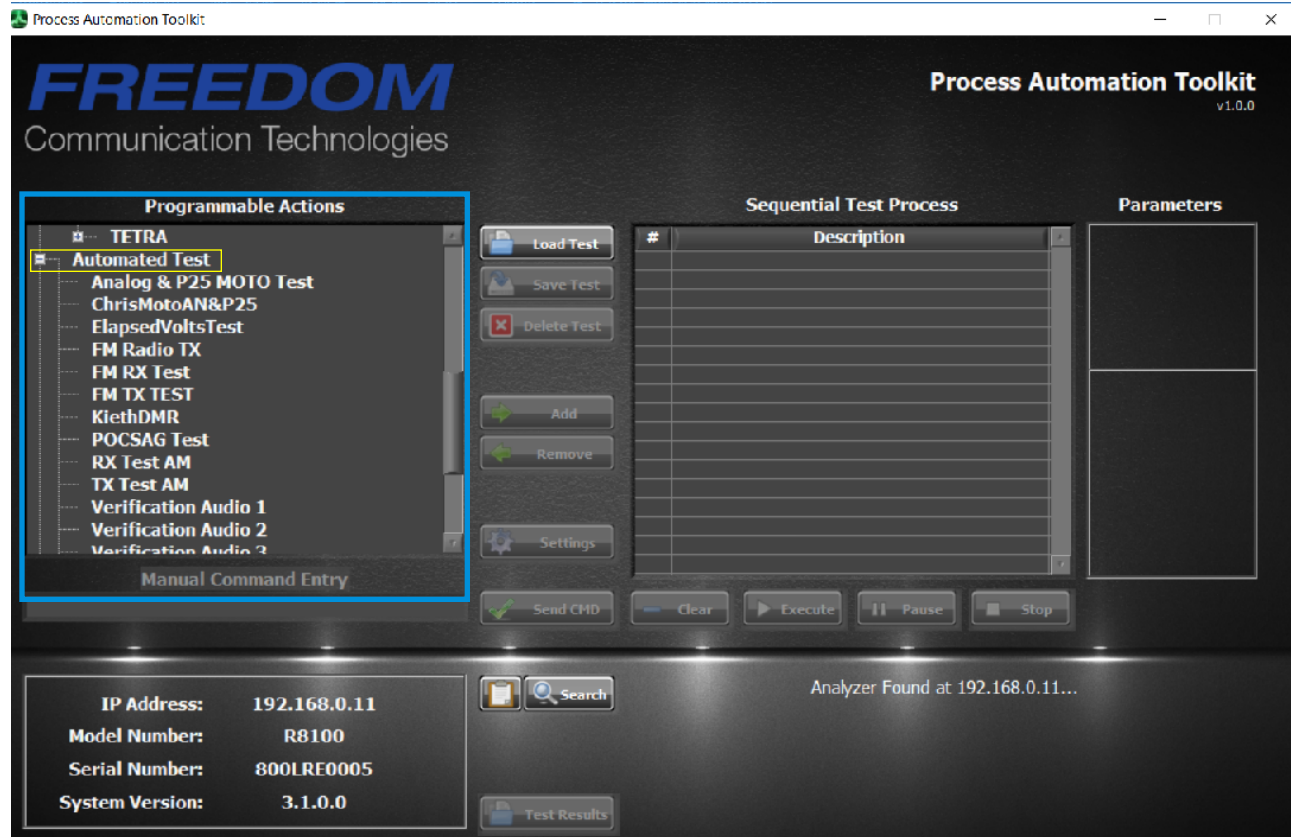 Process Automation Toolkit
FREEDOM
Communication Technologies
Process Automation Toolkit
v1.0.0
Programmable Actions
TETRA
Automated Test
Analog & P25 MOTO Test
ChrisMotoAN&P25
ElapsedVoltsTest
FM Radio TX
FM RX Test
FM TX TEST
KiethDMR
POCSAG Test
RX Test AM
TX Test AM
Verification Audio 1
Verification Audio 2
Verification Audio 3
Manual Command Entry
Load Test
Save Test
Delete Test
Add
Remove
Settings
Send CMD
Sequential Test Process
# Description
Clear Execute Pause Stop
Parameters
IP Address: 192.168.0.11
Model Number: R8100
Serial Number: 800LRE0005
System Version: 3.1.0.0
Search
Test Results
Analyzer Found at 192.168.0.11...